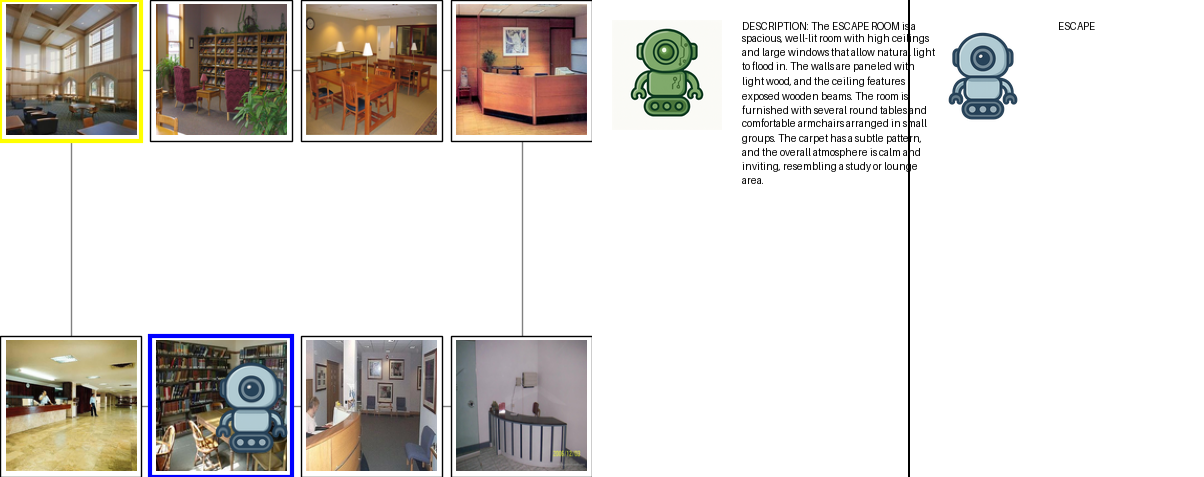 DESCRIPTION: The ESCAPE ROOM is a
spacious, well-lit room with high ceilings
and large windows that allow natural light
to flood in. The walls are paneled with
light wood, and the ceiling features
exposed wooden beams. The room is
furnished with several round tables and
comfortable armchairs arranged in small
groups. The carpet has a subtle pattern,
and the overall atmosphere is calm and
inviting, resembling a study or lounge
area.
ESCAPE